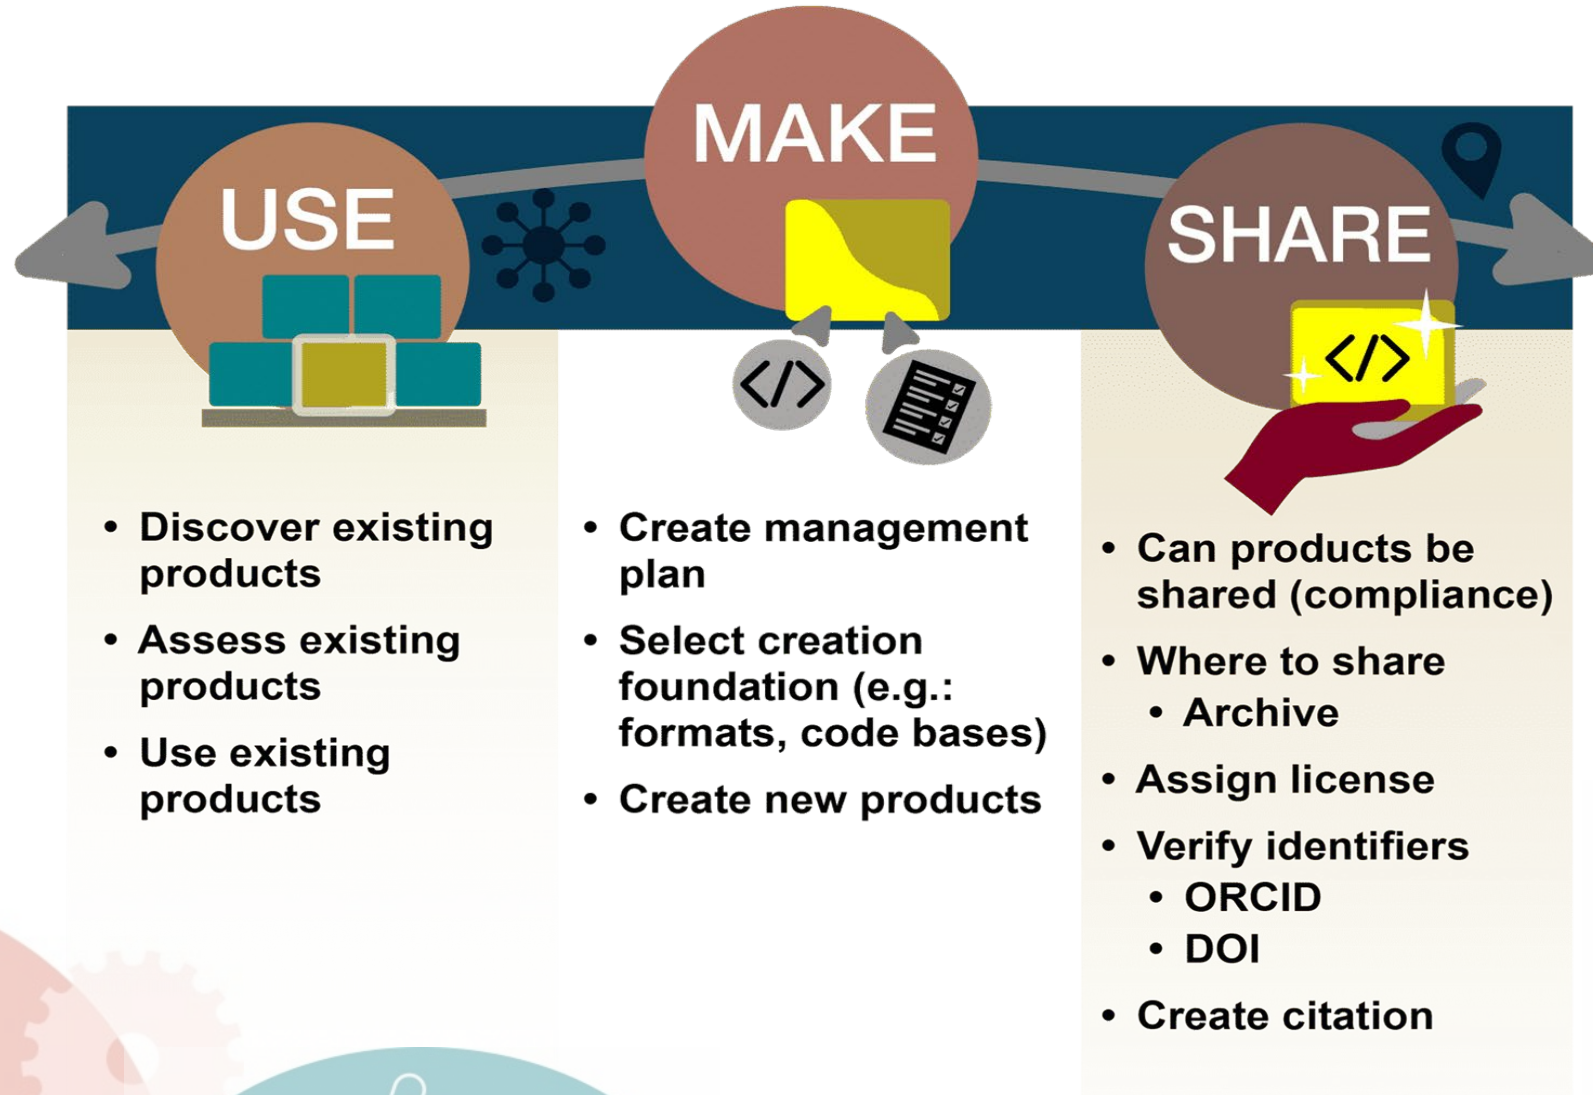 USE
• Discover existing
products
• Assess existing
products
• Use existing
products
MAKE
</>
• Create management
plan
• Select creation
foundation (e.g.:
formats, code bases)
• Create new products
SHARE
</>
• Can products be
shared (compliance)
• Where to share
• Archive
• Assign license
• Verify identifiers
• ORCID
• DOI
• Create citation